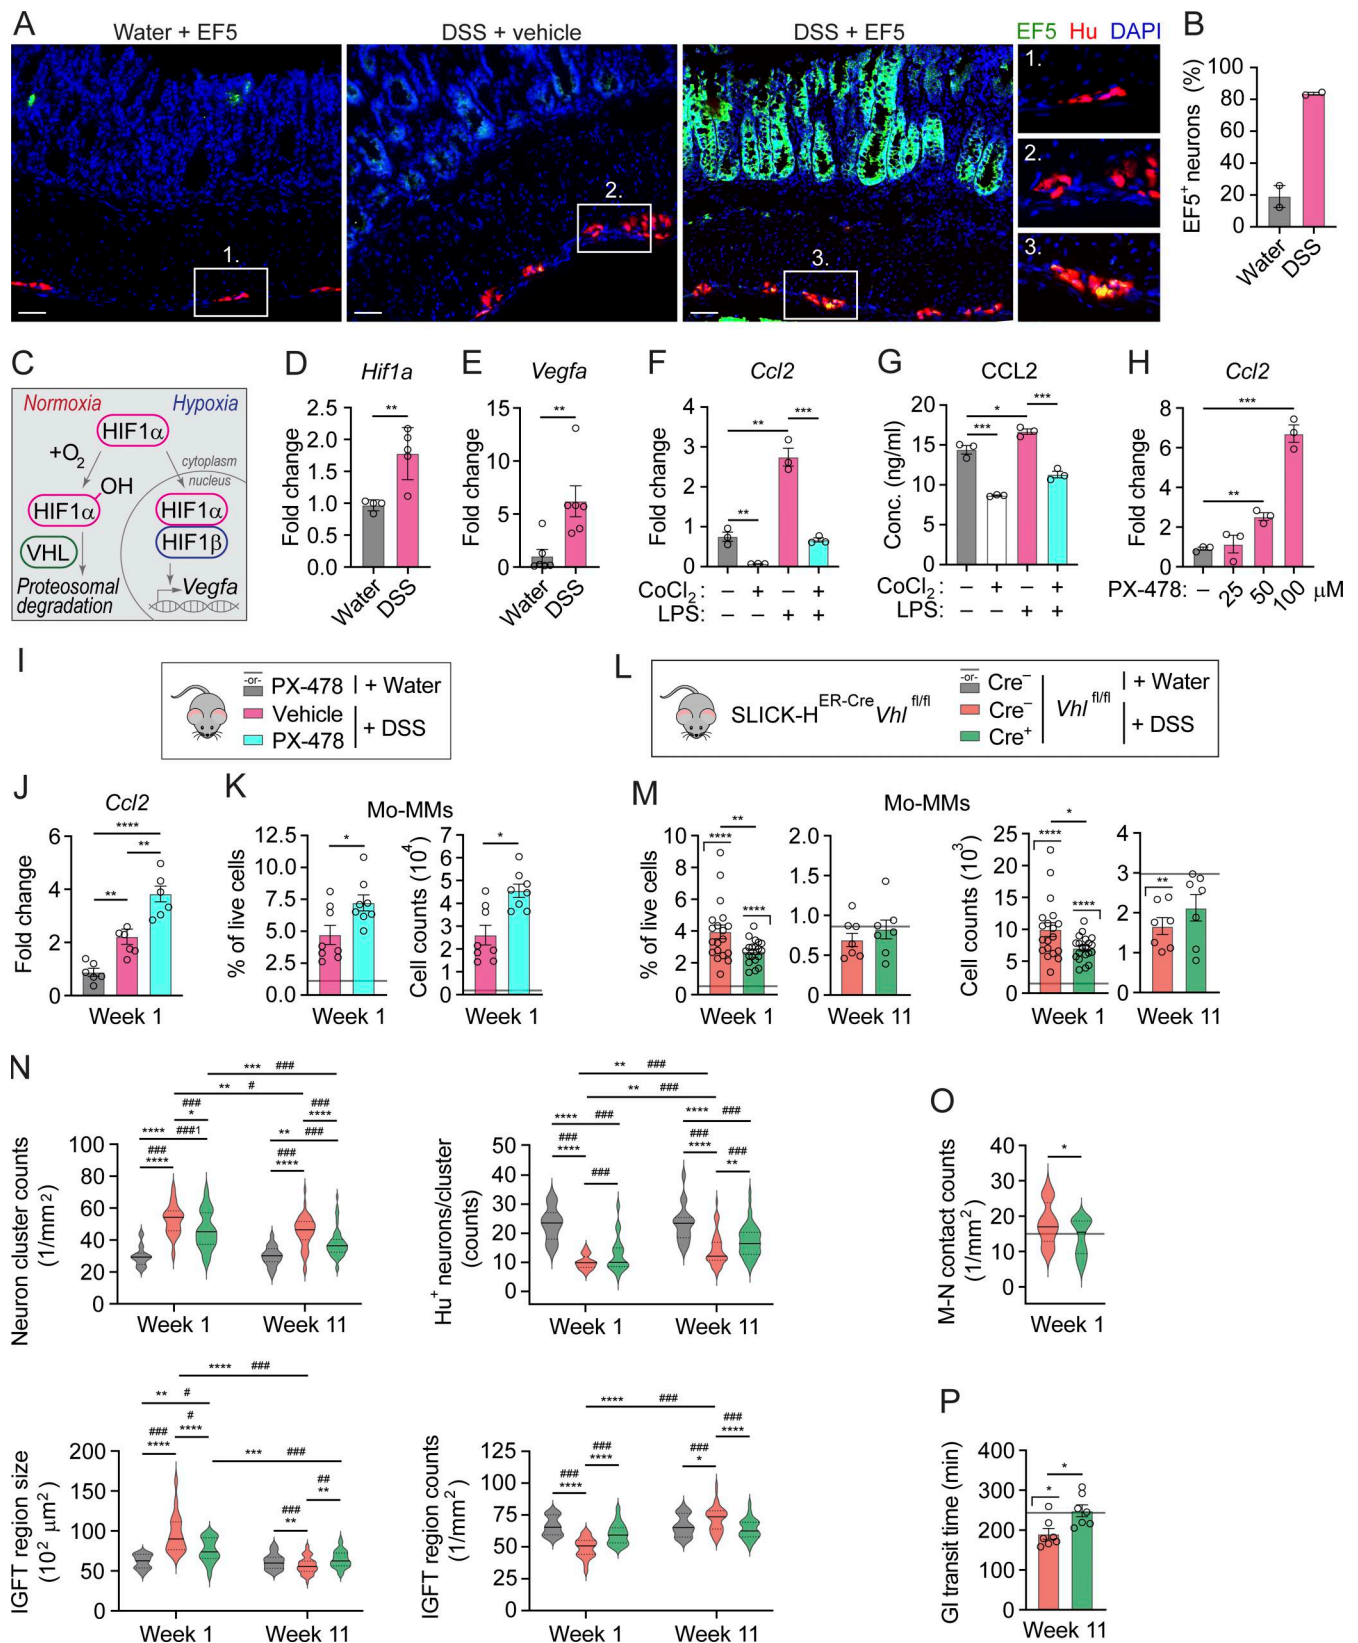 A
Water + EF5
DSS + vehicle
DSS + EF5
EF5 Hu DAPI
1.
2.
3.
1.
2.
3.
B
EF5⁺ neurons (%)
100
80
60
40
20
0
Water
DSS
C
Normoxia
Hypoxia
HIF1α
+O₂
cytoplasm
nucleus
OH
HIF1α
HIF1α
HIF1β
VHL
Proteosomal
degradation
Vegfa
D
Hif1a
Fold change
2.5
2.0
1.5
1.0
0.5
0.0
**
Water
DSS
E
Vegfa
Fold change
15
10
5
0
**
Water
DSS
F
Ccl2
Fold change
4
3
2
1
0
** ***
**
CoCl₂: – + – +
LPS: – – + +
G
CCL2
Conc. (ng/ml)
20
15
10
5
0
* ***
***
CoCl₂: – + – +
LPS: – – + +
H
Ccl2
Fold change
8
6
4
2
0
***
**
PX-478: – 25 50 100 μM
I
-or-
PX-478 + Water
Vehicle
PX-478
+ DSS
L
SLICK-H^ER-Cre Vhl^fl/fl
-or-
Cre⁻
Cre⁻
Cre⁺
Vhl^fl/fl
+ Water
+ DSS
J
Ccl2
Fold change
6
4
2
0
****
**
**
Week 1
K
Mo-MMs
% of live cells
12.5
10.0
7.5
5.0
2.5
0.0
*
Week 1
Cell counts (10⁴)
7
6
5
4
3
2
1
0
*
Week 1
M
Mo-MMs
% of live cells
10
8
6
4
2
0
**
****
****
Week 1
2.0
1.5
1.0
0.5
0.0
Week 11
Cell counts (10³)
25
20
15
10
5
0
*
****
****
Week 1
4
3
2
1
0
**
Week 11
N
Neuron cluster counts
(1/mm²)
100
80
60
40
20
0
*** ###
** #
###
*
###
****
**** ###1
** ###
###
****
###
****
Week 1
Week 11
Hu⁺ neurons/cluster
(counts)
50
40
30
20
10
0
** ###
** ###
**** ###
**** ###
###
****
###
****
###
###
**
Week 1
Week 11
O
M-N contact counts
(1/mm²)
40
30
20
10
0
*
Week 1
IGFT region size
(10² μm²)
200
150
100
50
0
**** ###
** #
#
****
###
****
*** ###
##
**
###
**
Week 1
Week 11
IGFT region counts
(1/mm²)
125
100
75
50
25
0
**** ###
###
****
###
****
###
****
###
*
Week 1
Week 11
P
GI transit time (min)
400
300
200
100
0
*
*
Week 11